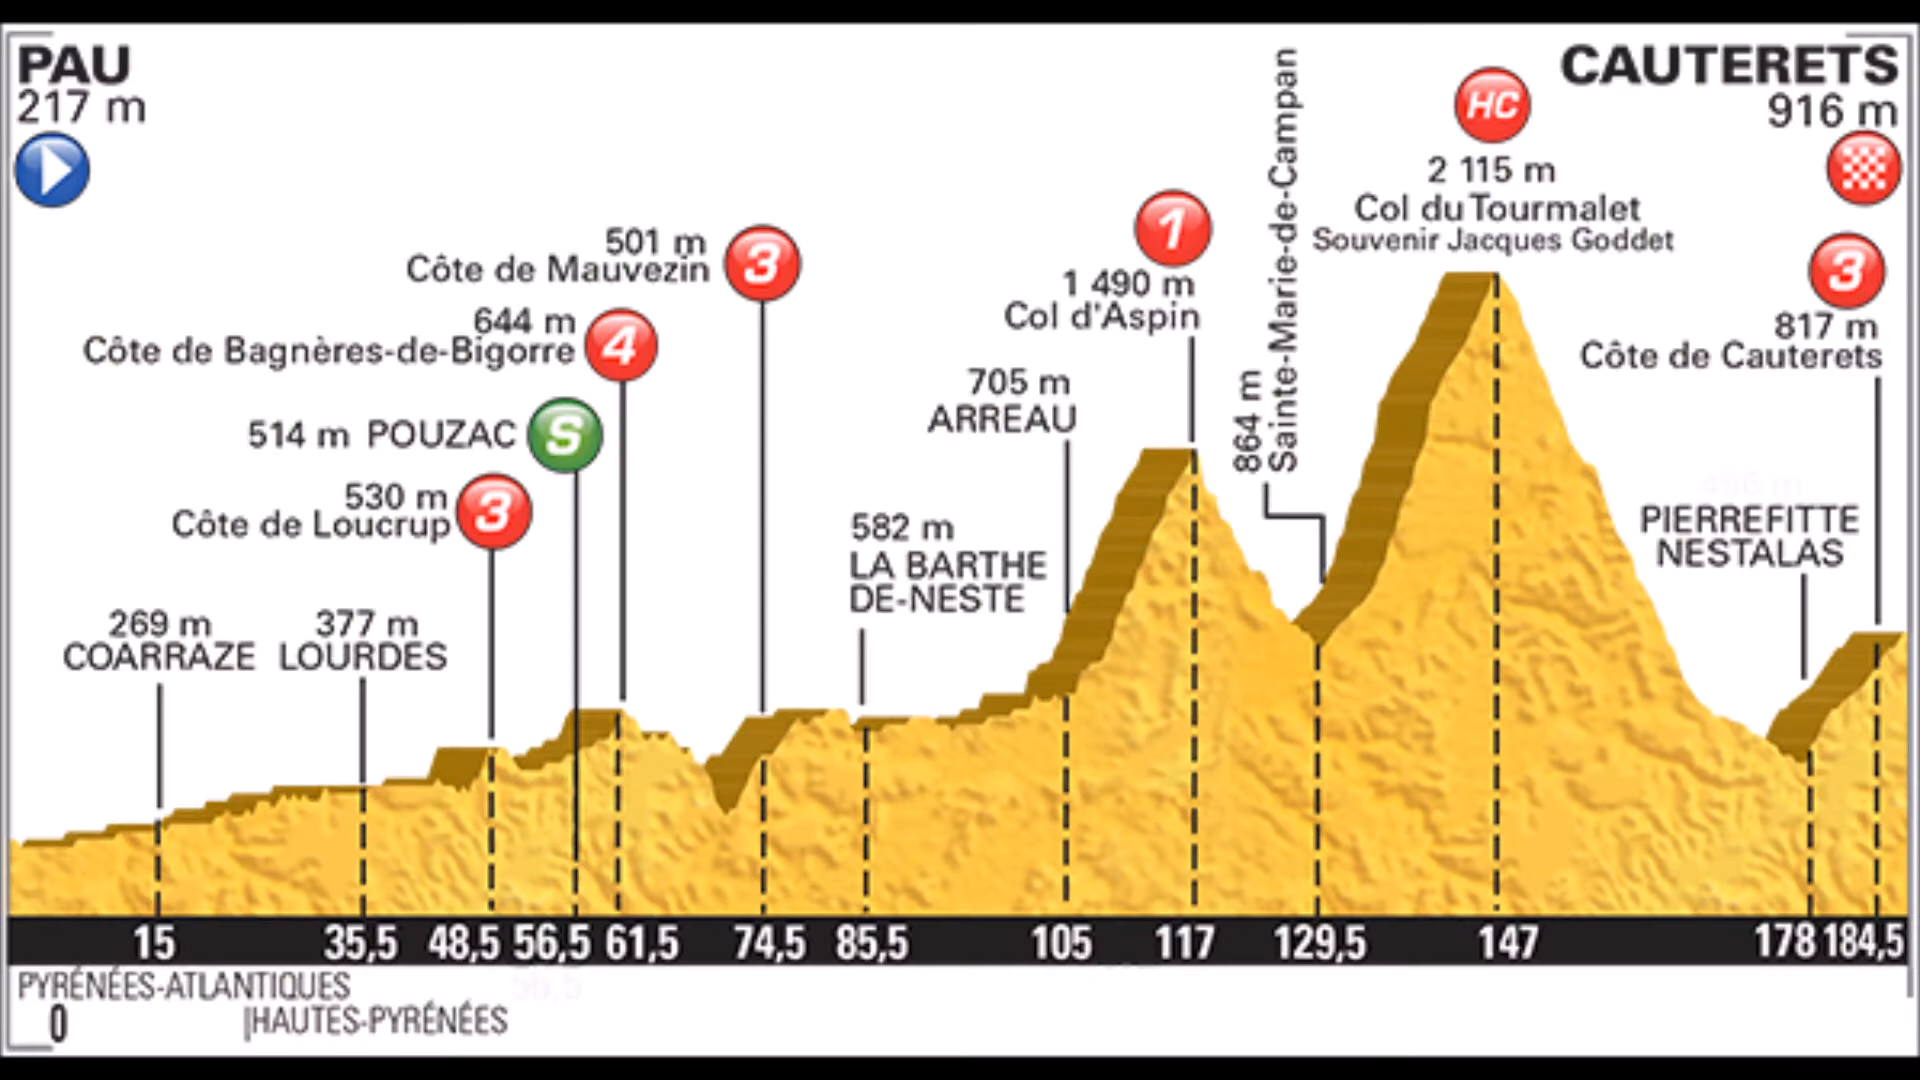 PAU
217 m
CAUTERETS
916 m
HC
2 115 m
Col du Tourmalet
Souvenir Jacques Goddet
864 m
Sainte-Marie-de-Campan
1
1 490 m
Col d'Aspin
3
817 m
Côte de Cauterets
501 m
Côte de Mauvezin
3
644 m
Côte de Bagnères-de-Bigorre
4
705 m
ARREAU
514 m POUZAC
S
530 m
Côte de Loucrup
3
582 m
LA BARTHE
DE-NESTE
PIERREFITTE
NESTALAS
269 m
COARRAZE
377 m
LOURDES
15 35,5 48,5 56,5 61,5 74,5 85,5 105 117 129,5 147 178 184,5
PYRÉNÉES-ATLANTIQUES
0
HAUTES-PYRÉNÉES